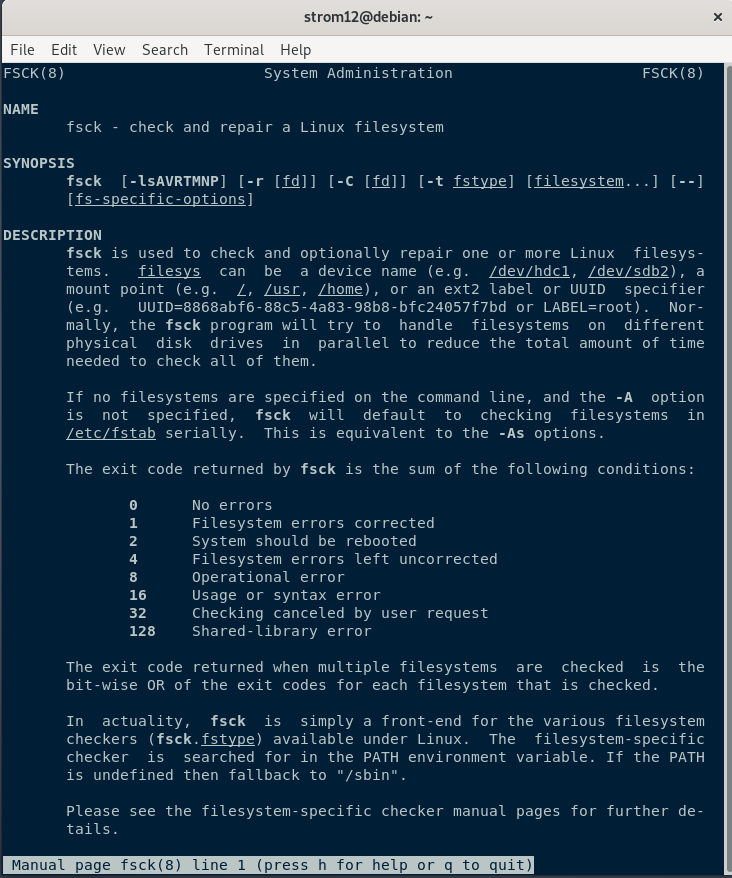 strom12@debian: ~
×
File Edit View Search Terminal Help
FSCK(8) System Administration FSCK(8)
NAME
fsck - check and repair a Linux filesystem
SYNOPSIS
fsck [-lsAVRTMNP] [-r [fd]] [-C [fd]] [-t fstype] [filesystem...] [--]
[fs-specific-options]
DESCRIPTION
fsck is used to check and optionally repair one or more Linux filesys-
tems. filesys can be a device name (e.g. /dev/hdc1, /dev/sdb2), a
mount point (e.g. /, /usr, /home), or an ext2 label or UUID specifier
(e.g. UUID=8868abf6-88c5-4a83-98b8-bfc24057f7bd or LABEL=root). Nor-
mally, the fsck program will try to handle filesystems on different
physical disk drives in parallel to reduce the total amount of time
needed to check all of them.
If no filesystems are specified on the command line, and the -A option
is not specified, fsck will default to checking filesystems in
/etc/fstab serially. This is equivalent to the -As options.
The exit code returned by fsck is the sum of the following conditions:
0 No errors
1 Filesystem errors corrected
2 System should be rebooted
4 Filesystem errors left uncorrected
8 Operational error
16 Usage or syntax error
32 Checking canceled by user request
128 Shared-library error
The exit code returned when multiple filesystems are checked is the
bit-wise OR of the exit codes for each filesystem that is checked.
In actuality, fsck is simply a front-end for the various filesystem
checkers (fsck.fstype) available under Linux. The filesystem-specific
checker is searched for in the PATH environment variable. If the PATH
is undefined then fallback to "/sbin".
Please see the filesystem-specific checker manual pages for further de-
tails.
Manual page fsck(8) line 1 (press h for help or q to quit)